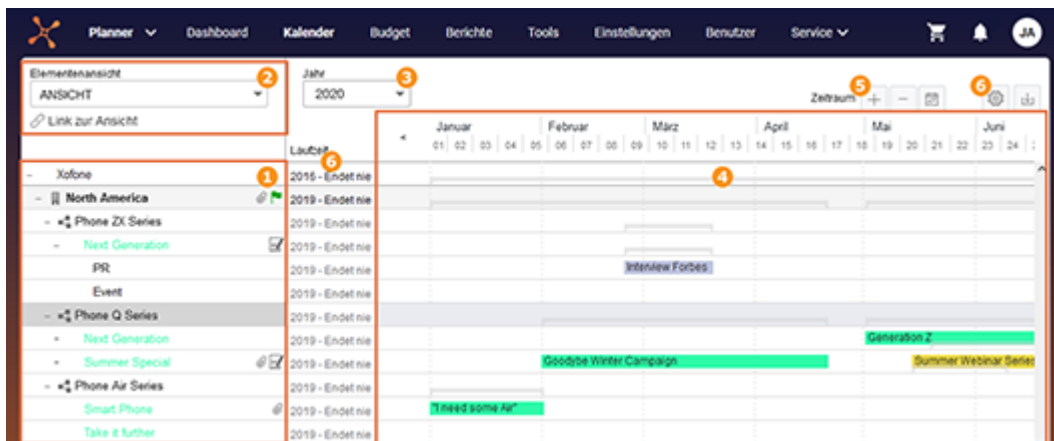 Planner Dashboard Kalender Budget Berichte Tools Einstellungen Benutzer Service JA
Elementenansicht 2 Jahr 3
ANSICHT 2020 5 6
Link zur Ansicht Zeitraum + -
Januar Februar März April Mai Juni
Laufzeit 01 02 03 04 05 06 07 08 09 10 11 12 13 14 15 16 17 18 19 20 21 22 23 24
6
- Xofone 1 2016 - Endet nie 4
- North America 2019 - Endet nie
- Phone ZX Series 2019 - Endet nie
- Next Generation 2019 - Endet nie
PR 2019 - Endet nie Interview Forbes
Event 2019 - Endet nie
- Phone Q Series 2019 - Endet nie
Next Generation 2019 - Endet nie Generation Z
Summer Special 2019 - Endet nie Goodybe Winter Campaign Summer Webinar Series
- Phone Air Series 2019 - Endet nie
Smart Phone 2019 - Endet nie "I need some Air"
Take it further 2019 - Endet nie